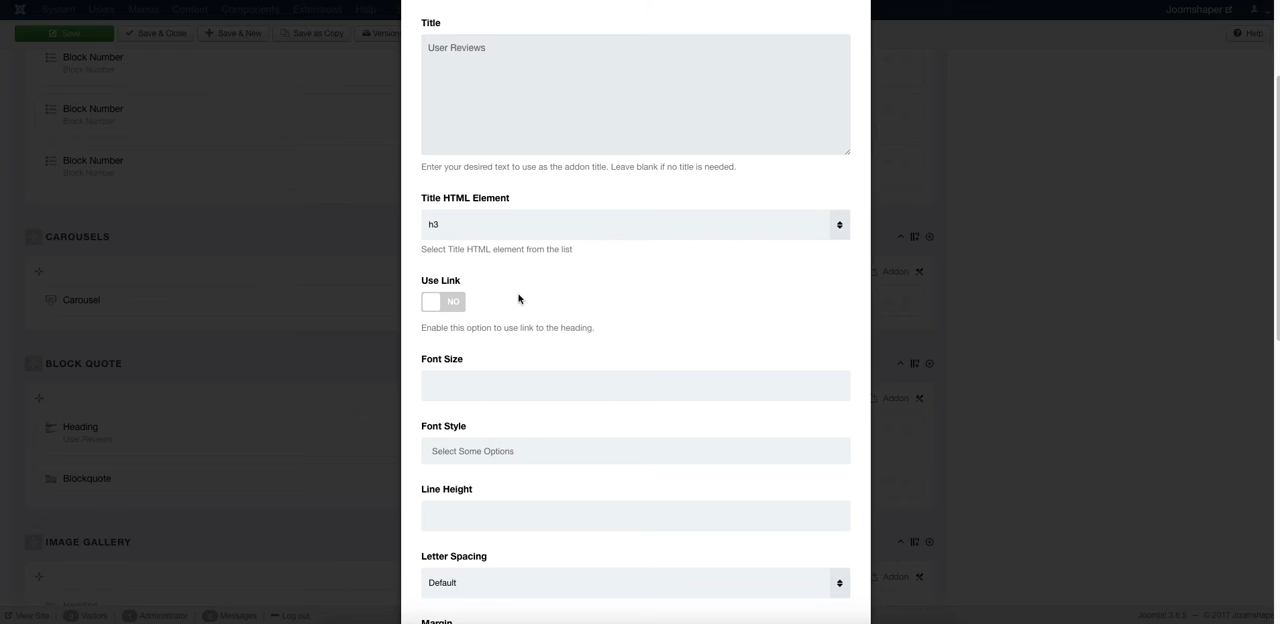 System Users Menus Content Components Extensions Help Joomshaper
Save Save & Close Save & New Save as Copy Versions Help
Title
User Reviews
Enter your desired text to use as the addon title. Leave blank if no title is needed.
Title HTML Element
h3
Select Title HTML element from the list
Use Link
NO
Enable this option to use link to the heading.
Font Size
Font Style
Select Some Options
Line Height
Letter Spacing
Default
Margin
Block Number
Block Number
Block Number
Block Number
Block Number
Block Number
CAROUSELS
Addon
Carousel
BLOCK QUOTE
Addon
Heading
User Reviews
Blockquote
IMAGE GALLERY
Addon
Heading
View Site Visitors Administrator Messages Log out Joomla! 3.6.5 — © 2017 Joomshaper